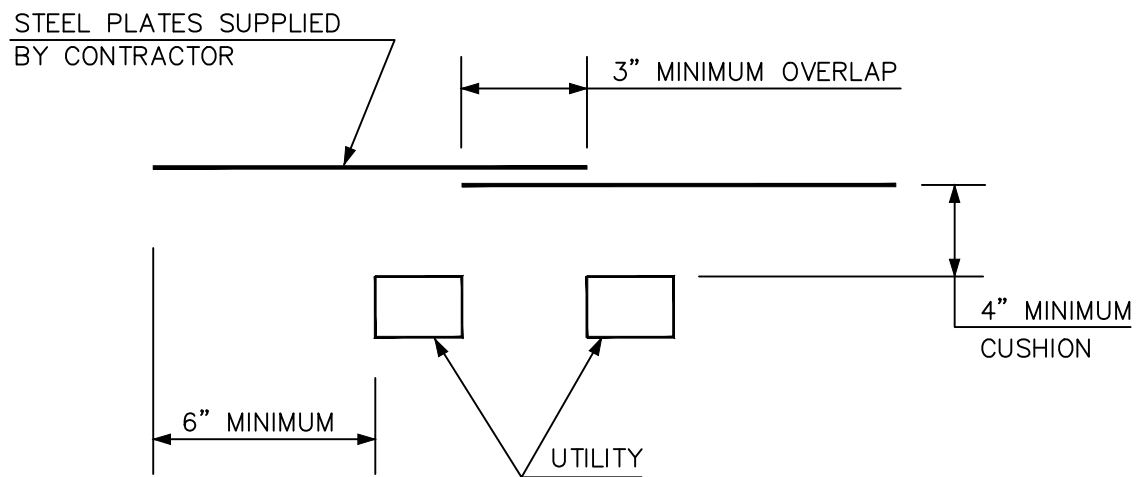 STEEL PLATES SUPPLIED
BY CONTRACTOR
3” MINIMUM OVERLAP
4” MINIMUM
CUSHION
6” MINIMUM
UTILITY